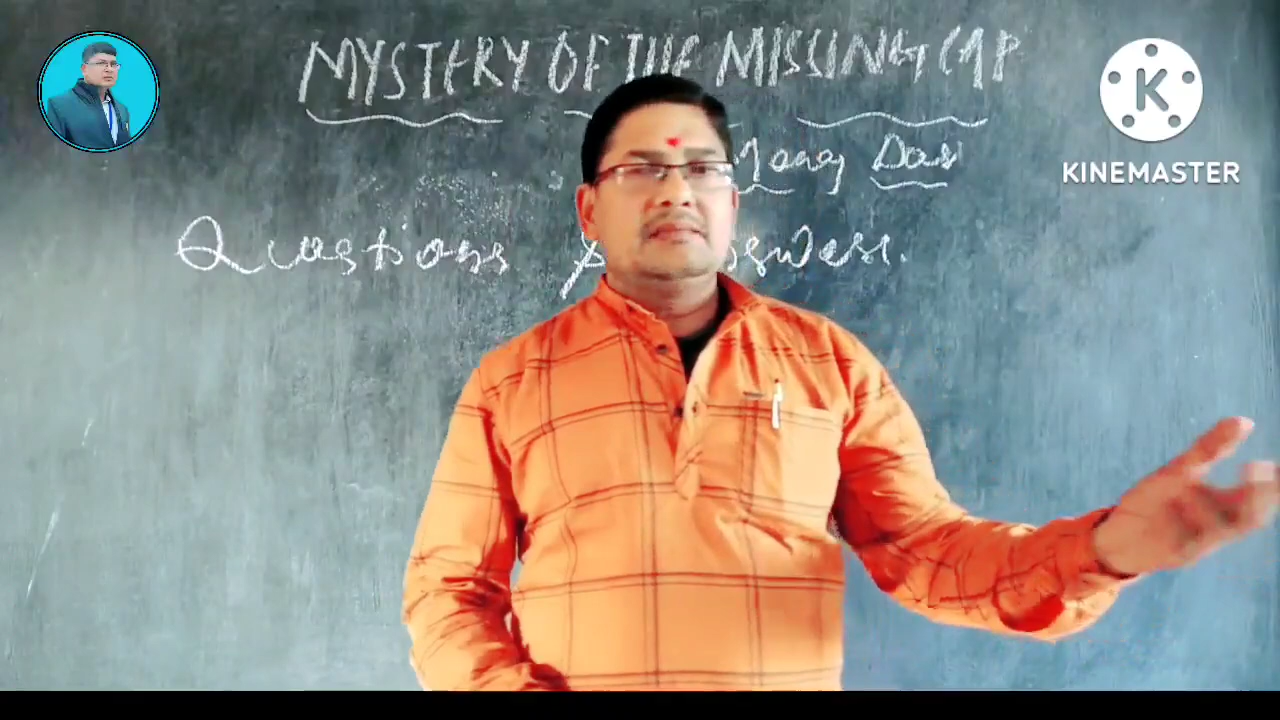 MYSTERY OF THE MISSING CAP
Manoj Das
Questions
KINEMASTER